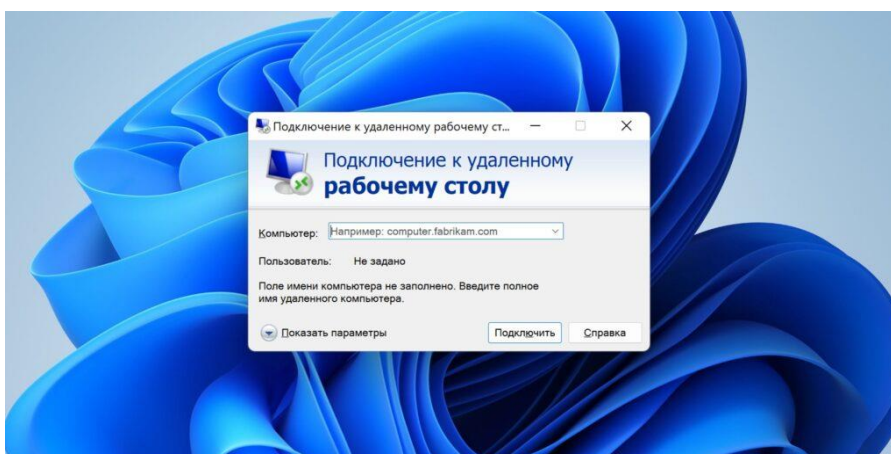 Подключение к удаленному рабочему ст...
Подключение к удаленному
рабочему столу
Компьютер: Например: computer.fabrikam.com
Пользователь: Не задано
Поле имени компьютера не заполнено. Введите полное
имя удаленного компьютера.
Показать параметры Подключить Справка